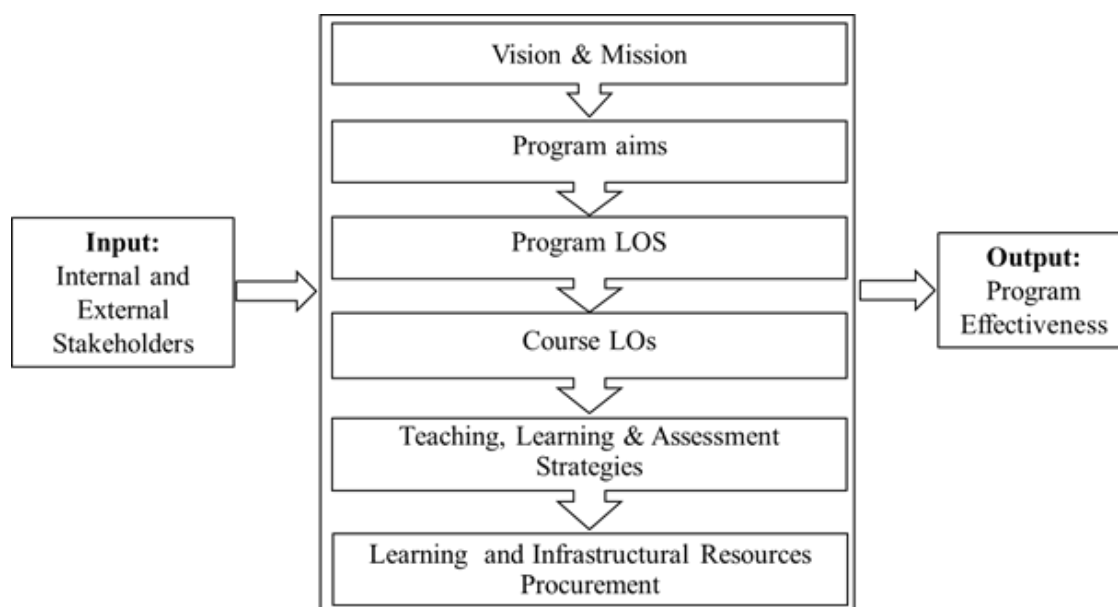 Vision & Mission
Program aims
Program LOS
Input:
Internal and
External
Stakeholders
Output:
Program
Effectiveness
Course LOs
Teaching, Learning & Assessment
Strategies
Learning and Infrastructural Resources
Procurement